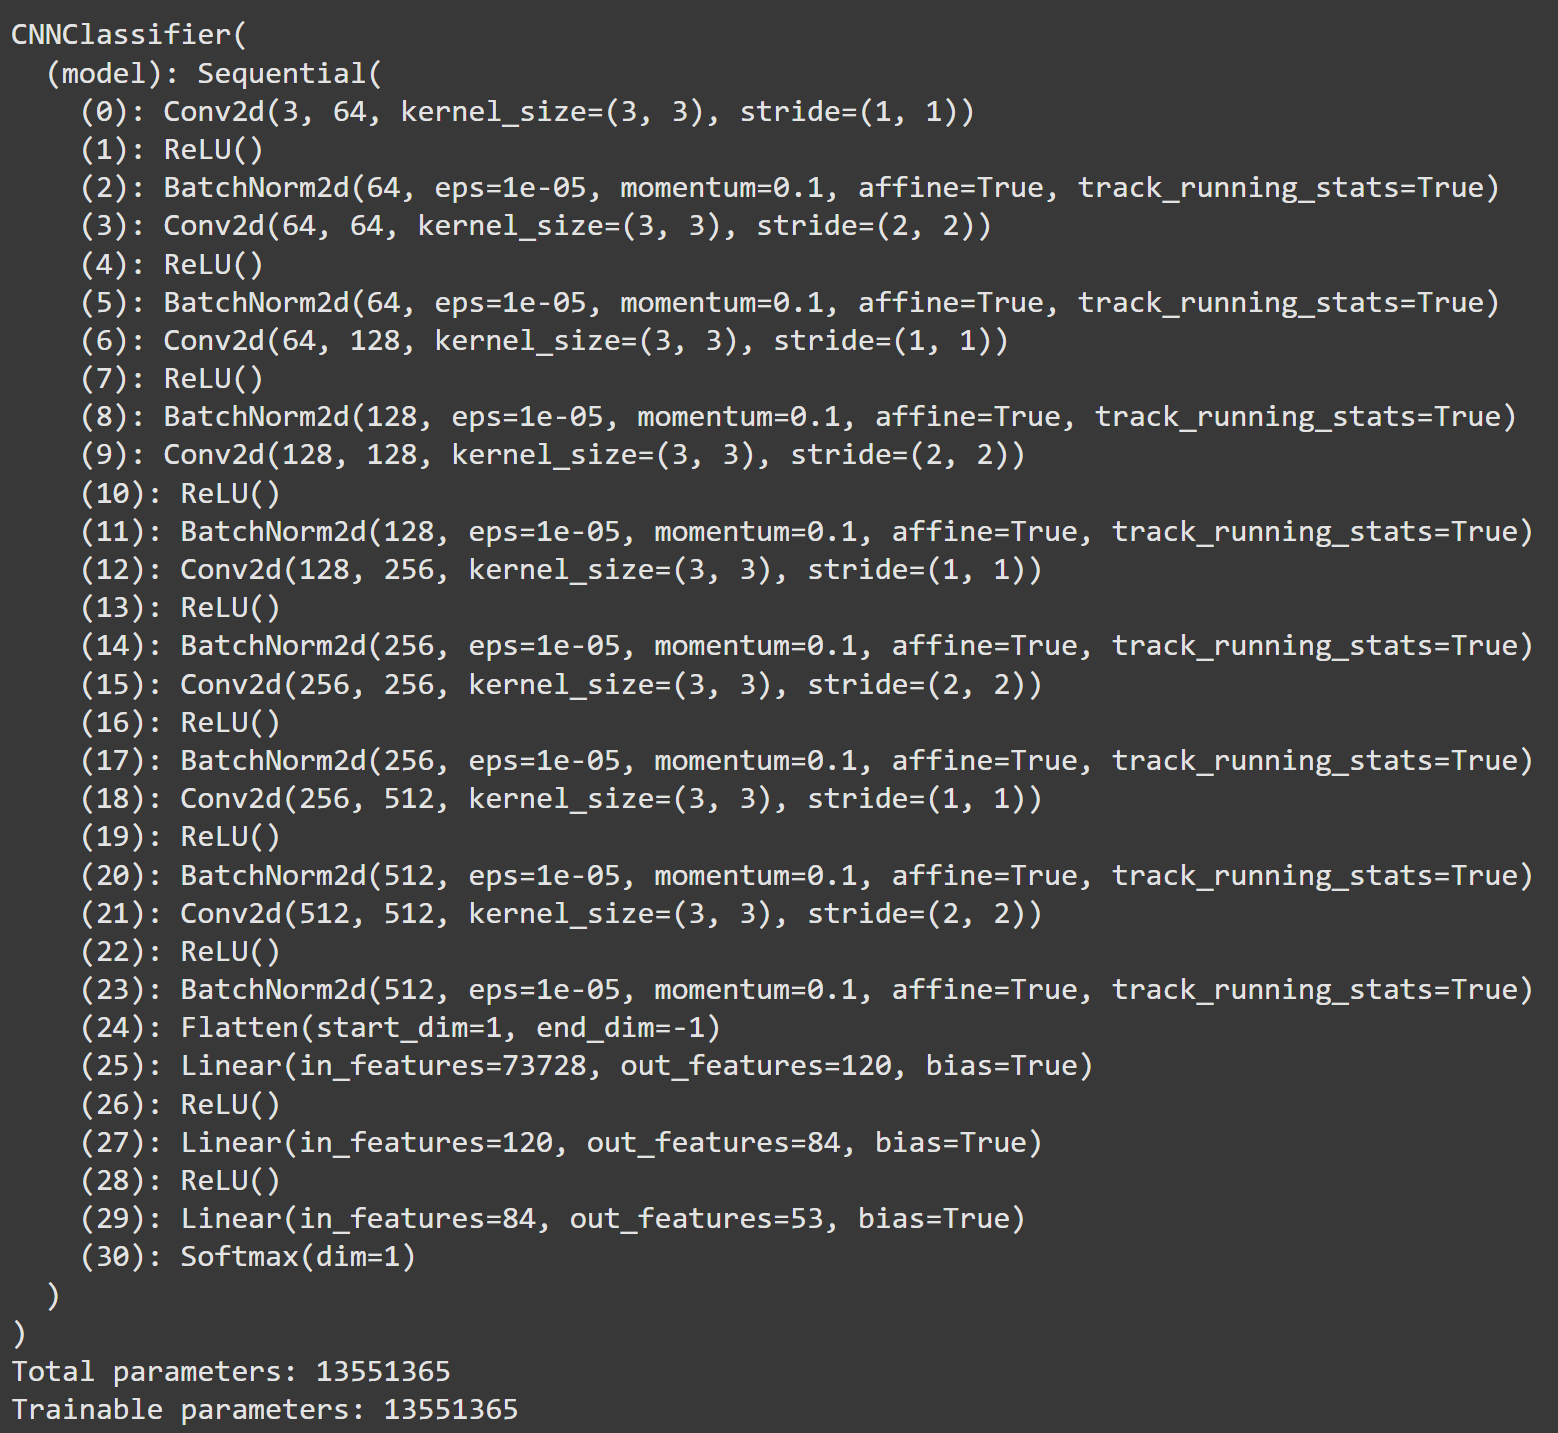 CNNClassifier(
  (model): Sequential(
    (0): Conv2d(3, 64, kernel_size=(3, 3), stride=(1, 1))
    (1): ReLU()
    (2): BatchNorm2d(64, eps=1e-05, momentum=0.1, affine=True, track_running_stats=True)
    (3): Conv2d(64, 64, kernel_size=(3, 3), stride=(2, 2))
    (4): ReLU()
    (5): BatchNorm2d(64, eps=1e-05, momentum=0.1, affine=True, track_running_stats=True)
    (6): Conv2d(64, 128, kernel_size=(3, 3), stride=(1, 1))
    (7): ReLU()
    (8): BatchNorm2d(128, eps=1e-05, momentum=0.1, affine=True, track_running_stats=True)
    (9): Conv2d(128, 128, kernel_size=(3, 3), stride=(2, 2))
    (10): ReLU()
    (11): BatchNorm2d(128, eps=1e-05, momentum=0.1, affine=True, track_running_stats=True)
    (12): Conv2d(128, 256, kernel_size=(3, 3), stride=(1, 1))
    (13): ReLU()
    (14): BatchNorm2d(256, eps=1e-05, momentum=0.1, affine=True, track_running_stats=True)
    (15): Conv2d(256, 256, kernel_size=(3, 3), stride=(2, 2))
    (16): ReLU()
    (17): BatchNorm2d(256, eps=1e-05, momentum=0.1, affine=True, track_running_stats=True)
    (18): Conv2d(256, 512, kernel_size=(3, 3), stride=(1, 1))
    (19): ReLU()
    (20): BatchNorm2d(512, eps=1e-05, momentum=0.1, affine=True, track_running_stats=True)
    (21): Conv2d(512, 512, kernel_size=(3, 3), stride=(2, 2))
    (22): ReLU()
    (23): BatchNorm2d(512, eps=1e-05, momentum=0.1, affine=True, track_running_stats=True)
    (24): Flatten(start_dim=1, end_dim=-1)
    (25): Linear(in_features=73728, out_features=120, bias=True)
    (26): ReLU()
    (27): Linear(in_features=120, out_features=84, bias=True)
    (28): ReLU()
    (29): Linear(in_features=84, out_features=53, bias=True)
    (30): Softmax(dim=1)
  )
)
Total parameters: 13551365
Trainable parameters: 13551365